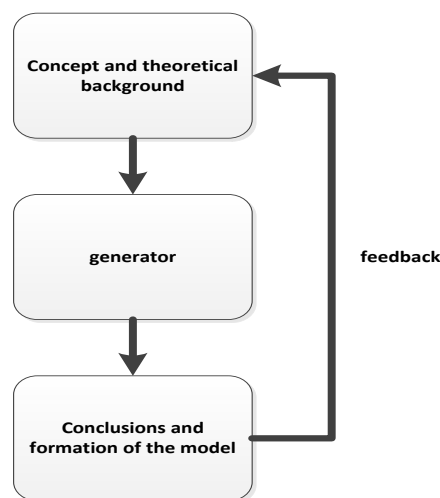 Concept and theoretical
background
generator
feedback
Conclusions and
formation of the model